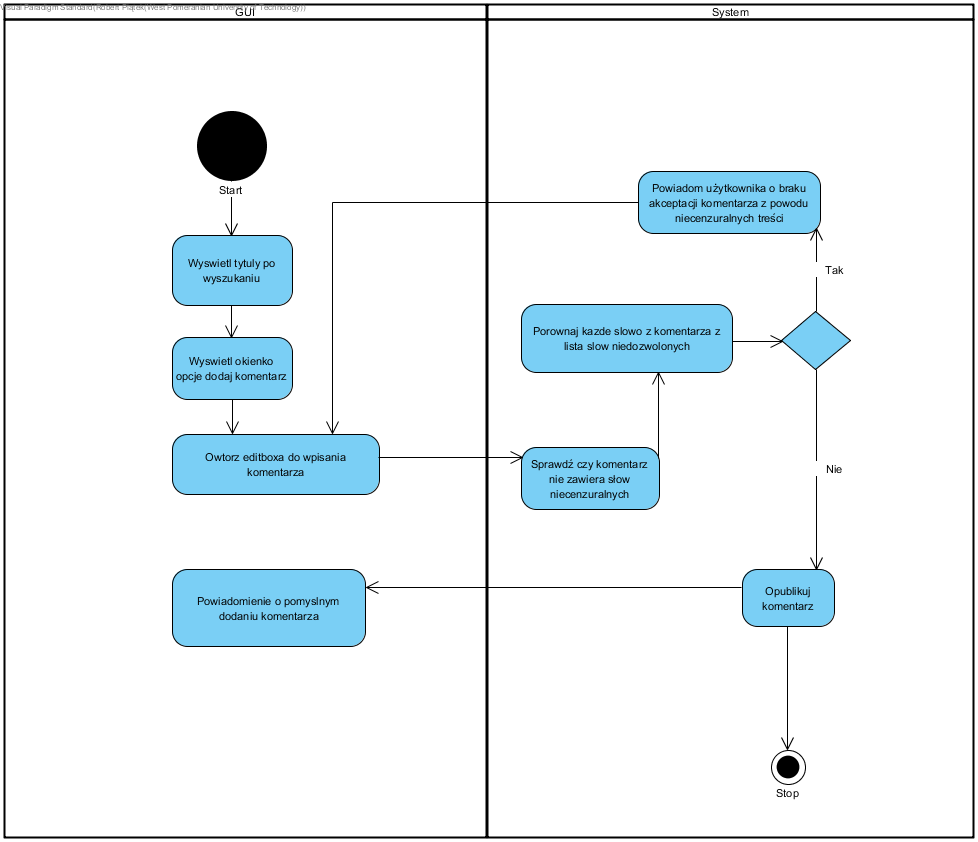 Visual Paradigm Standard(Robert Piątek(West Pomeranian University of Technology))
GUI
System
Start
Wyswietl tytuly po
wyszukaniu
Wyswietl okienko
opcje dodaj komentarz
Owtorz editboxa do wpisania
komentarza
Powiadom użytkownika o braku
akceptacji komentarza z powodu
niecenzuralnych treści
Tak
Porownaj kazde slowo z komentarza z
lista slow niedozwolonych
Sprawdź czy komentarz
nie zawiera słow
niecenzuralnych
Nie
Powiadomienie o pomyslnym
dodaniu komentarza
Opublikuj
komentarz
Stop